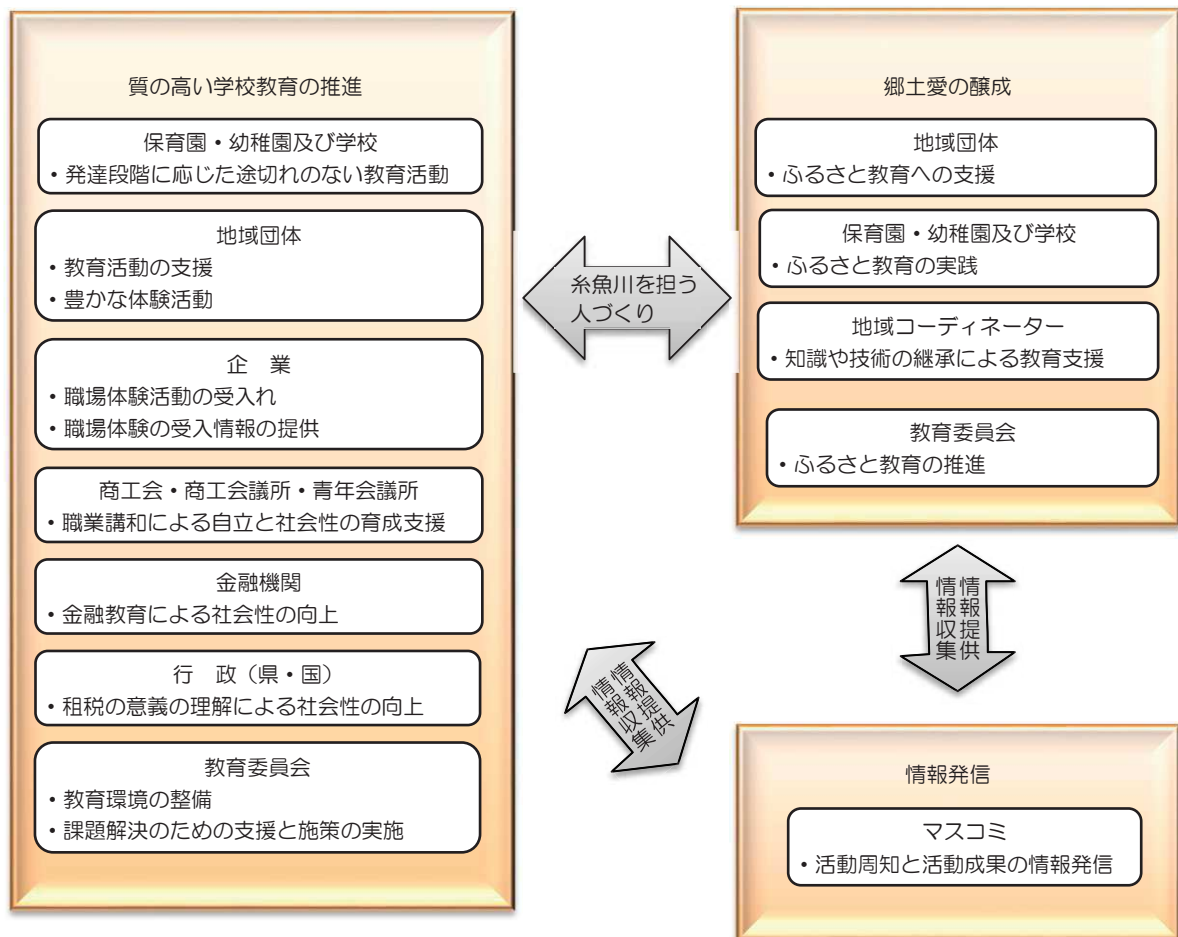 質の高い学校教育の推進
保育園・幼稚園及び学校
・発達段階に応じた途切れのない教育活動
地域団体
・教育活動の支援
・豊かな体験活動
企　業
・職場体験活動の受入れ
・職場体験の受入情報の提供
商工会・商工会議所・青年会議所
・職業講和による自立と社会性の育成支援
金融機関
・金融教育による社会性の向上
行　政（県・国）
・租税の意義の理解による社会性の向上
教育委員会
・教育環境の整備
・課題解決のための支援と施策の実施
糸魚川を担う
人づくり
郷土愛の醸成
地域団体
・ふるさと教育への支援
保育園・幼稚園及び学校
・ふるさと教育の実践
地域コーディネーター
・知識や技術の継承による教育支援
教育委員会
・ふるさと教育の推進
情報提供
情報収集
情報提供
情報収集
情報発信
マスコミ
・活動周知と活動成果の情報発信